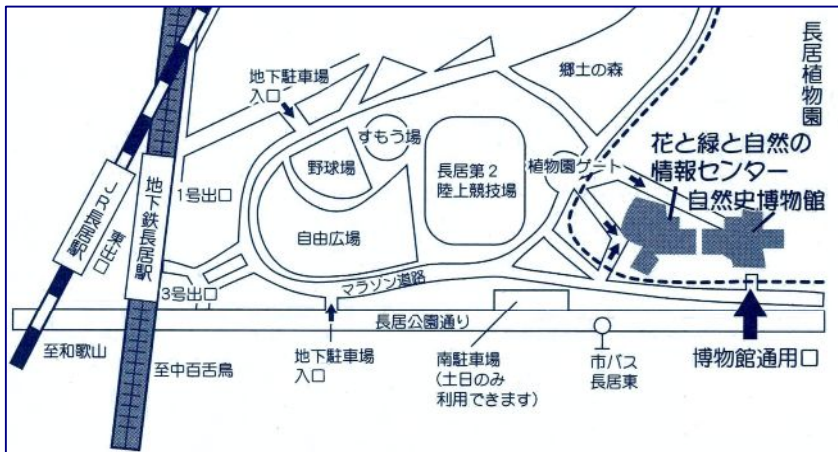 長居植物園
郷土の森
地下駐車場
入口
すもう場
野球場
長居第2
陸上競技場
植物園ゲート
花と緑と自然の
情報センター
自然史博物館
JR長居駅
東出口
地下鉄長居駅
1号出口
自由広場
マラソン道路
3号出口
長居公園通り
至和歌山
至中百舌鳥
地下駐車場
入口
南駐車場
(土日のみ
利用できます)
市バス
長居東
博物館通用口